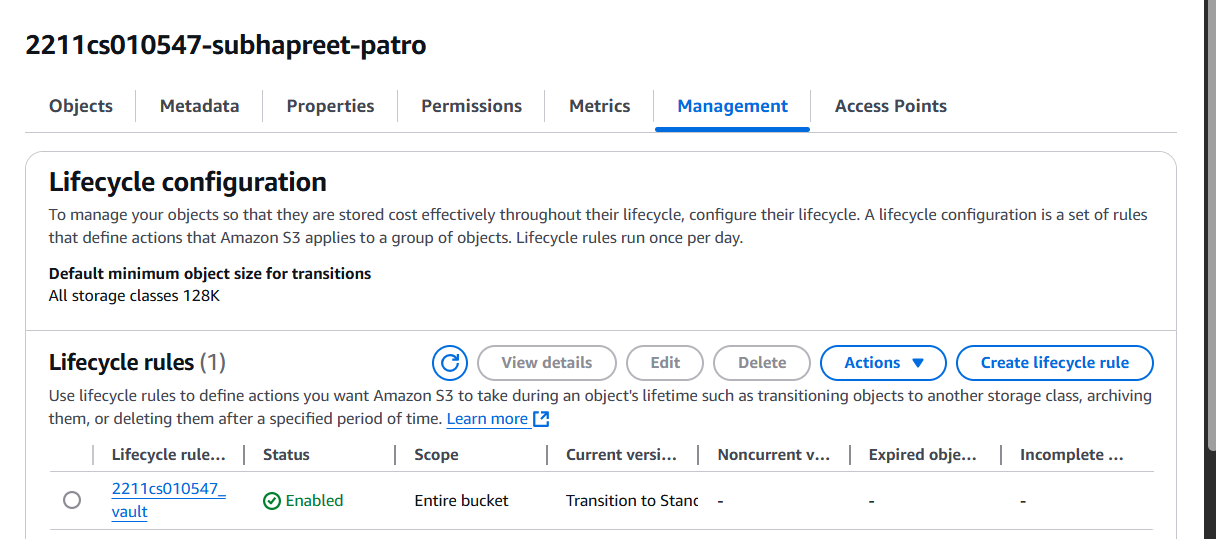 2211cs010547-subhapreet-patro
Objects Metadata Properties Permissions Metrics Management Access Points
Lifecycle configuration
To manage your objects so that they are stored cost effectively throughout their lifecycle, configure their lifecycle. A lifecycle configuration is a set of rules
that define actions that Amazon S3 applies to a group of objects. Lifecycle rules run once per day.
Default minimum object size for transitions
All storage classes 128K
Lifecycle rules (1) View details Edit Delete Actions Create lifecycle rule
Use lifecycle rules to define actions you want Amazon S3 to take during an object's lifetime such as transitioning objects to another storage class, archiving
them, or deleting them after a specified period of time. Learn more
Lifecycle rule... Status Scope Current versi... Noncurrent v... Expired obje... Incomplete ...
2211cs010547_
vault
Enabled Entire bucket Transition to Stand - - -